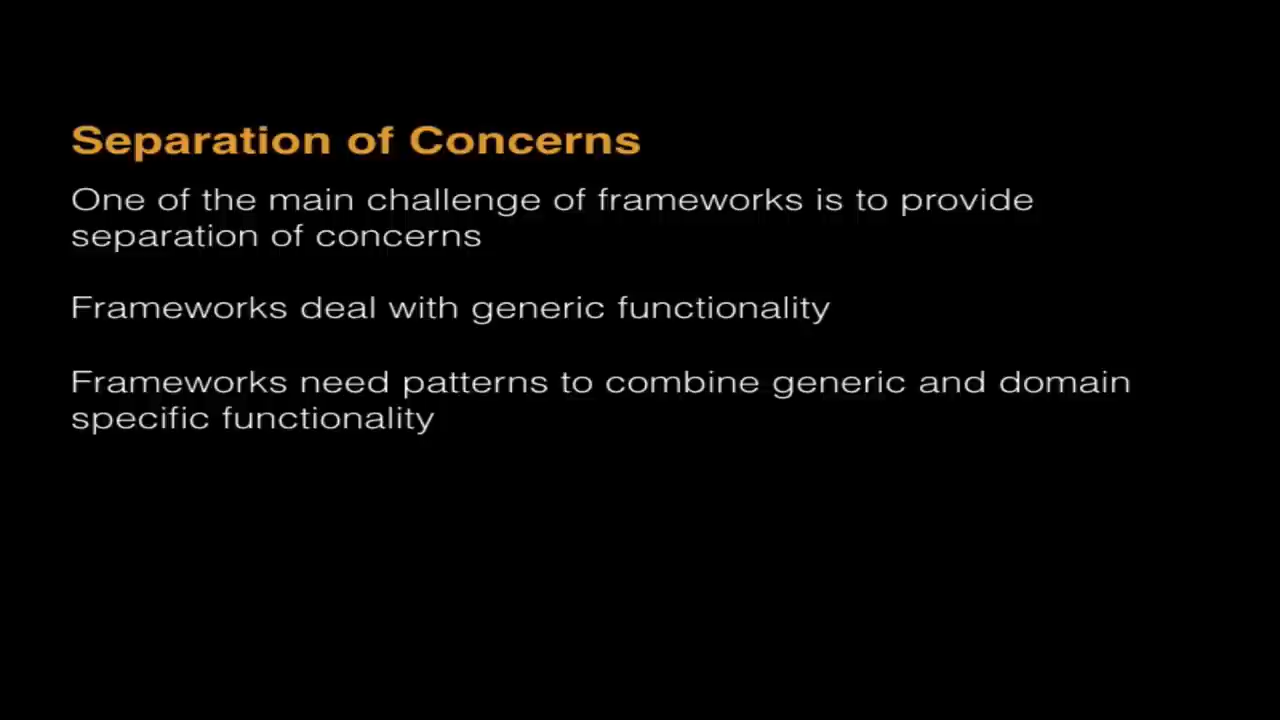 Separation of Concerns
One of the main challenge of frameworks is to provide
separation of concerns
Frameworks deal with generic functionality
Frameworks need patterns to combine generic and domain
specific functionality